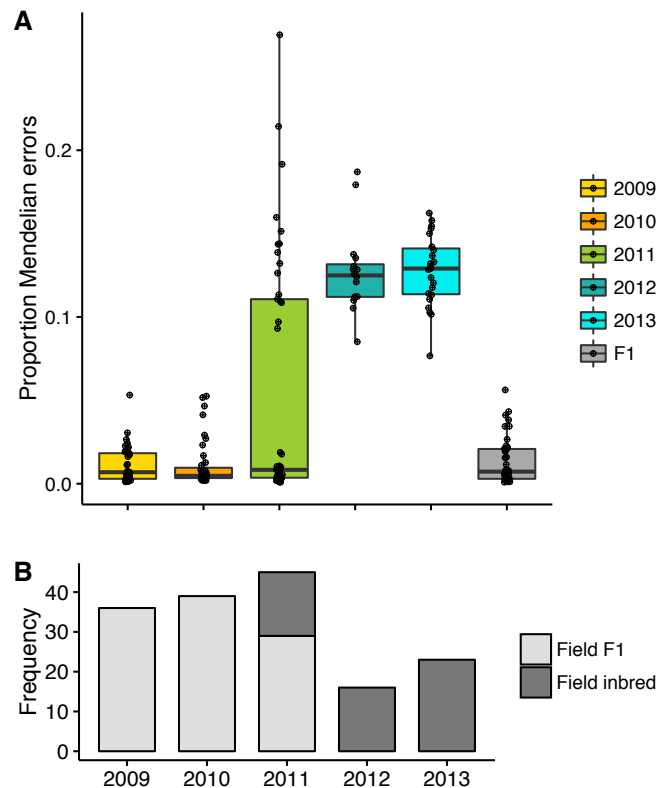 A
Proportion Mendelian errors
0.2
0.1
0.0
2009
2010
2011
2012
2013
F1
B
Frequency
40
30
20
10
0
Field F1
Field inbred
2009 2010 2011 2012 2013